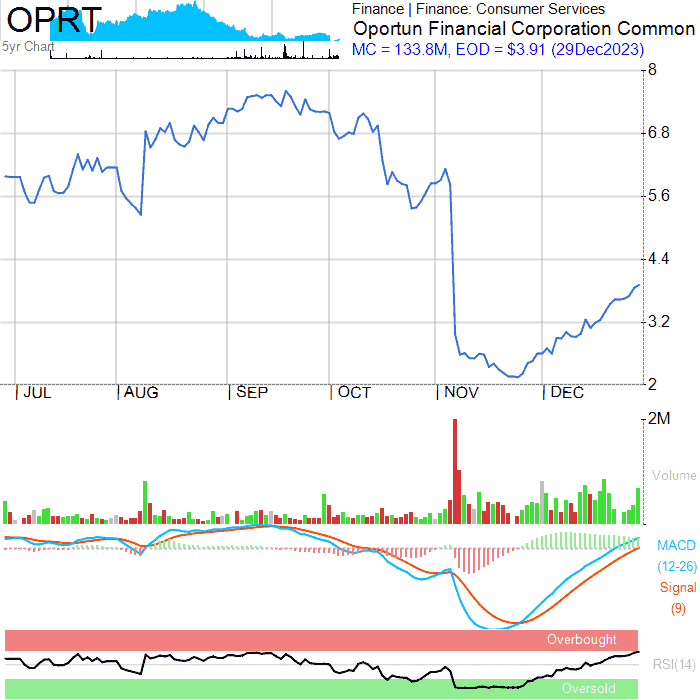 OPRT
5yr Chart
Finance | Finance: Consumer Services
Oportun Financial Corporation Common
MC = 133.8M, EOD = $3.91 (29Dec2023)
8
6.8
5.6
4.4
3.2
2
JUL AUG SEP OCT NOV DEC
2M
Volume
MACD
(12-26)
Signal
(9)
Overbought
RSI(14)
Oversold